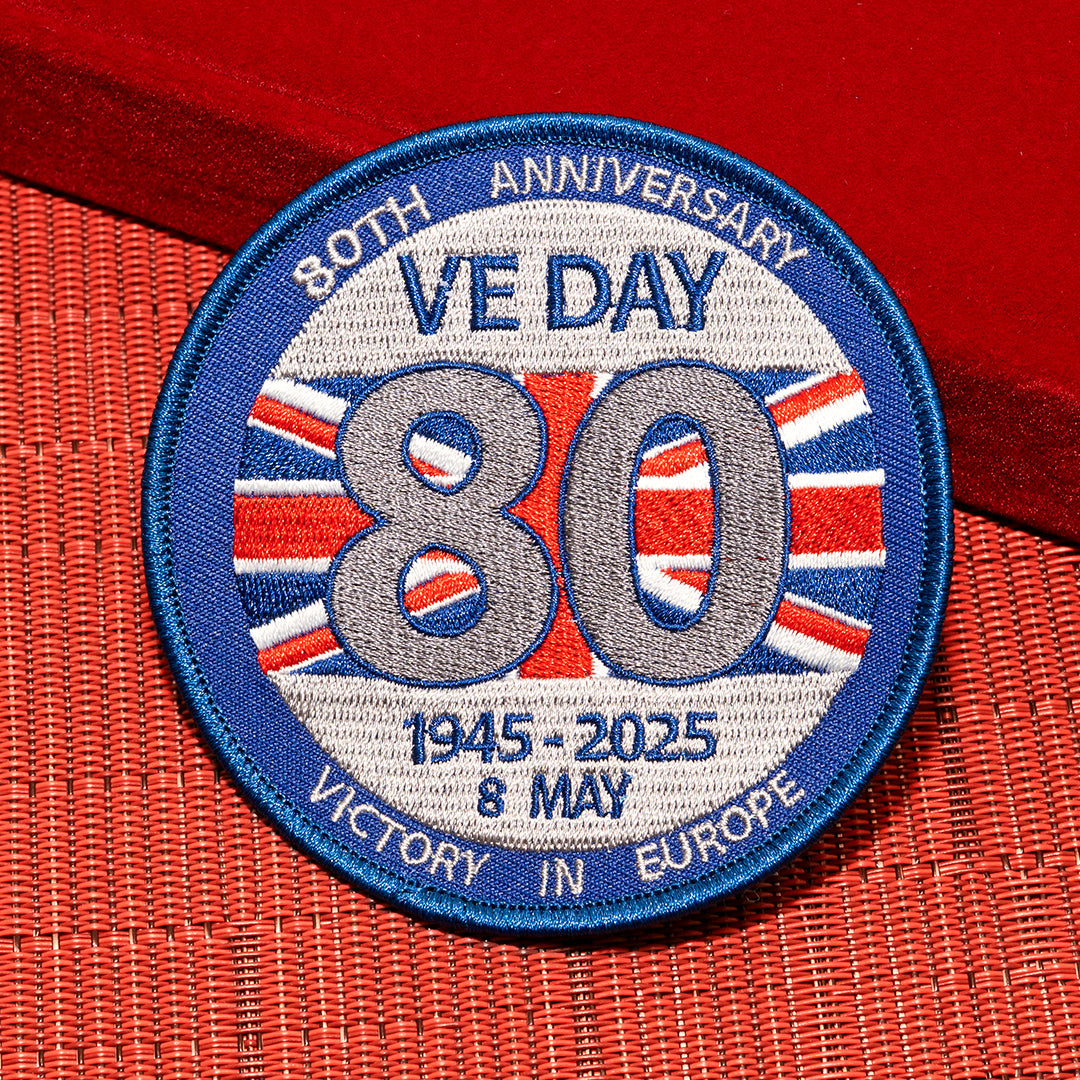 80TH ANNIVERSARY
VE DAY
80
1945-2025
8 MAY
VICTORY IN EUROPE